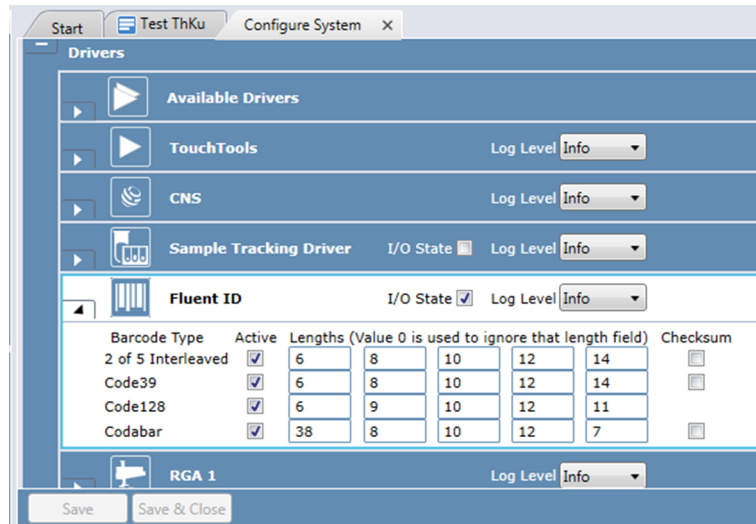 Start Test ThKu Configure System ×
Drivers
Available Drivers
TouchTools Log Level Info
CNS Log Level Info
Sample Tracking Driver I/O State Log Level Info
Fluent ID I/O State Log Level Info
Barcode Type Active Lengths (Value 0 is used to ignore that length field) Checksum
2 of 5 Interleaved 6 8 10 12 14
Code39 6 8 10 12 14
Code128 6 9 10 12 11
Codabar 38 8 10 12 7
RGA 1 Log Level Info
Save Save & Close